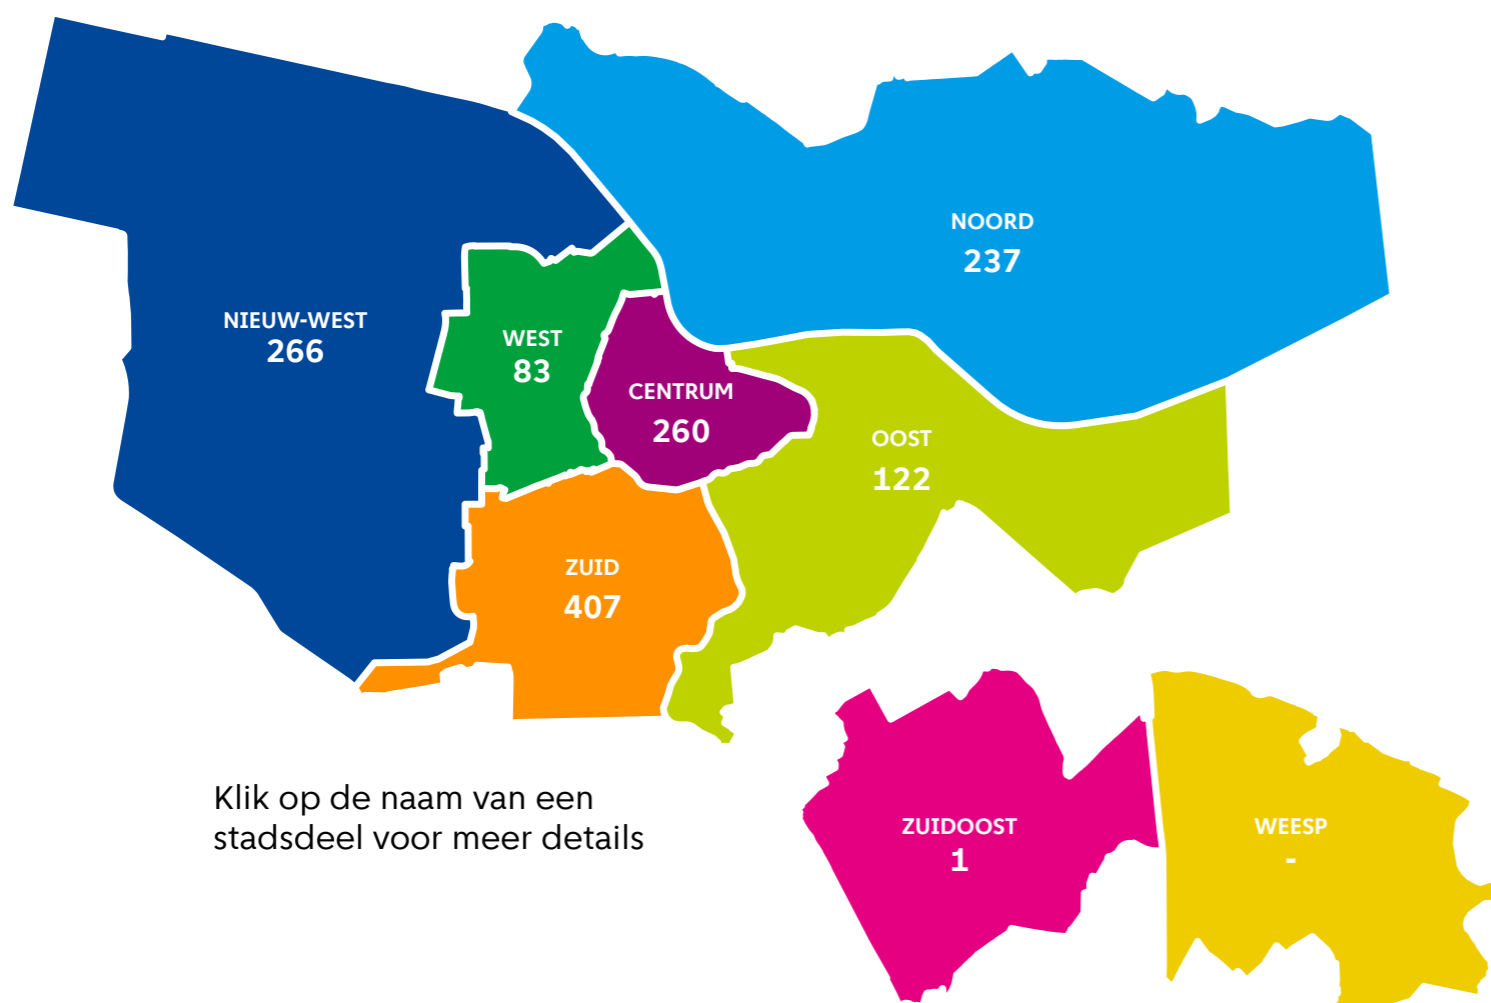 NOORD
237
NIEUW-WEST
266
WEST
83
CENTRUM
260
OOST
122
ZUID
407
Klik op de naam van een
stadsdeel voor meer details
ZUIDOOST
1
WEESP
-